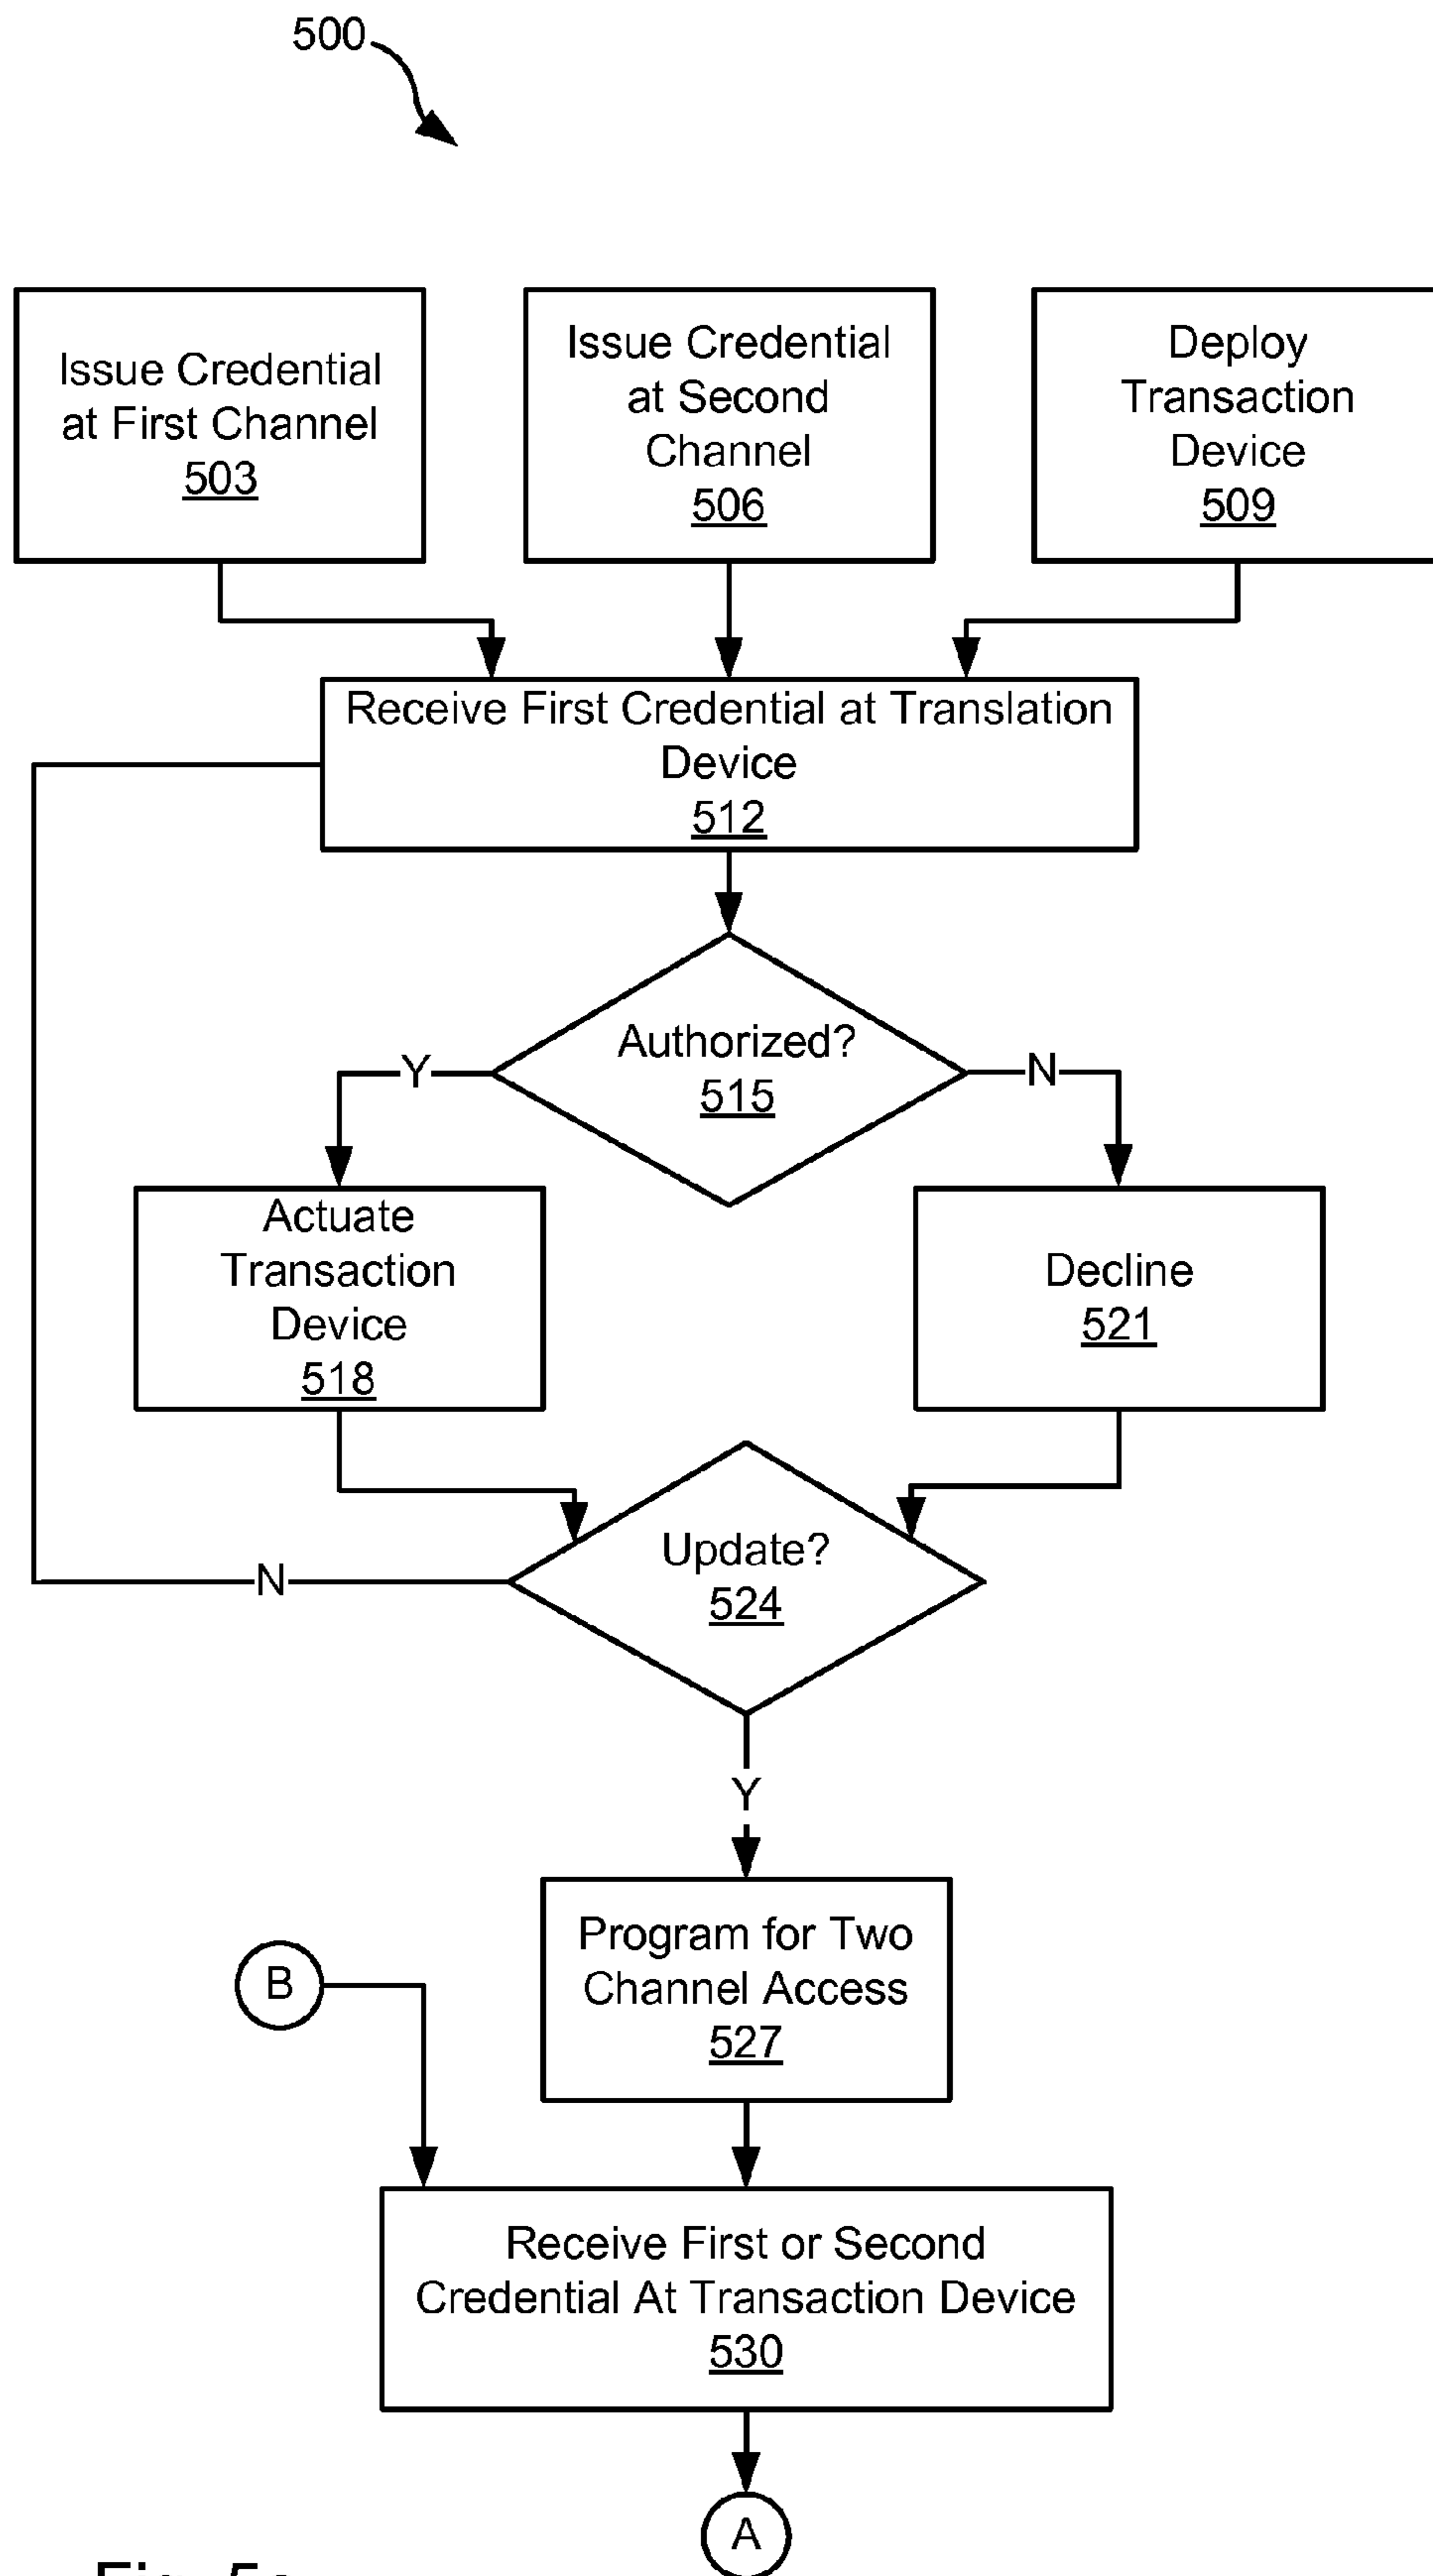 500
Issue Credential
at First Channel
503
Issue Credential
at Second
Channel
506
Deploy
Transaction
Device
509
Receive First Credential at Translation
Device
512
Authorized?
515
Y
N
Actuate
Transaction
Device
518
Decline
521
Update?
524
N
Y
Program for Two
Channel Access
527
B
Receive First or Second
Credential At Transaction Device
530
A